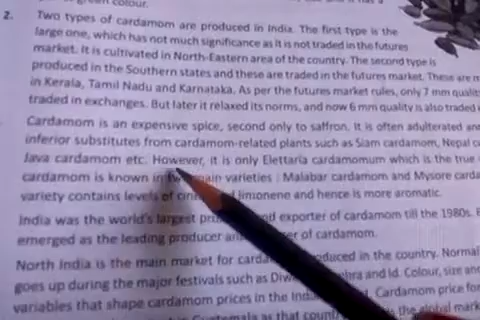 colour.
2. Two types of cardamom are produced in India. The first type is the
large one, which has not much significance as it is not traded in the futures
market. It is cultivated in North-Eastern area of the country. The second type is
produced in the Southern states and these are traded in the futures market. These are
in Kerala, Tamil Nadu and Karnataka. As per the futures market rules, only 7 mm
traded in exchanges. But later it relaxed its norms, and now 6 mm quality is also traded
Cardamom is an expensive spice, second only to saffron. It is often adulterated
inferior substitutes from cardamom-related plants such as Siam cardamom, Nepal
Java cardamom etc. However, it is only Elettaria cardamomum which is the true
cardamom is known in main varieties : Malabar cardamom and Mysore
variety contains levels of limonene and hence is more aromatic.
India was the world's largest and exporter of cardamom till the 1980s.
emerged as the leading producer of cardamom.
North India is the main market for produced in the country.
goes up during the major festivals such as and Id. Colour, size
variables that shape cardamom prices in the Cardamom price
Guatemala as that the global